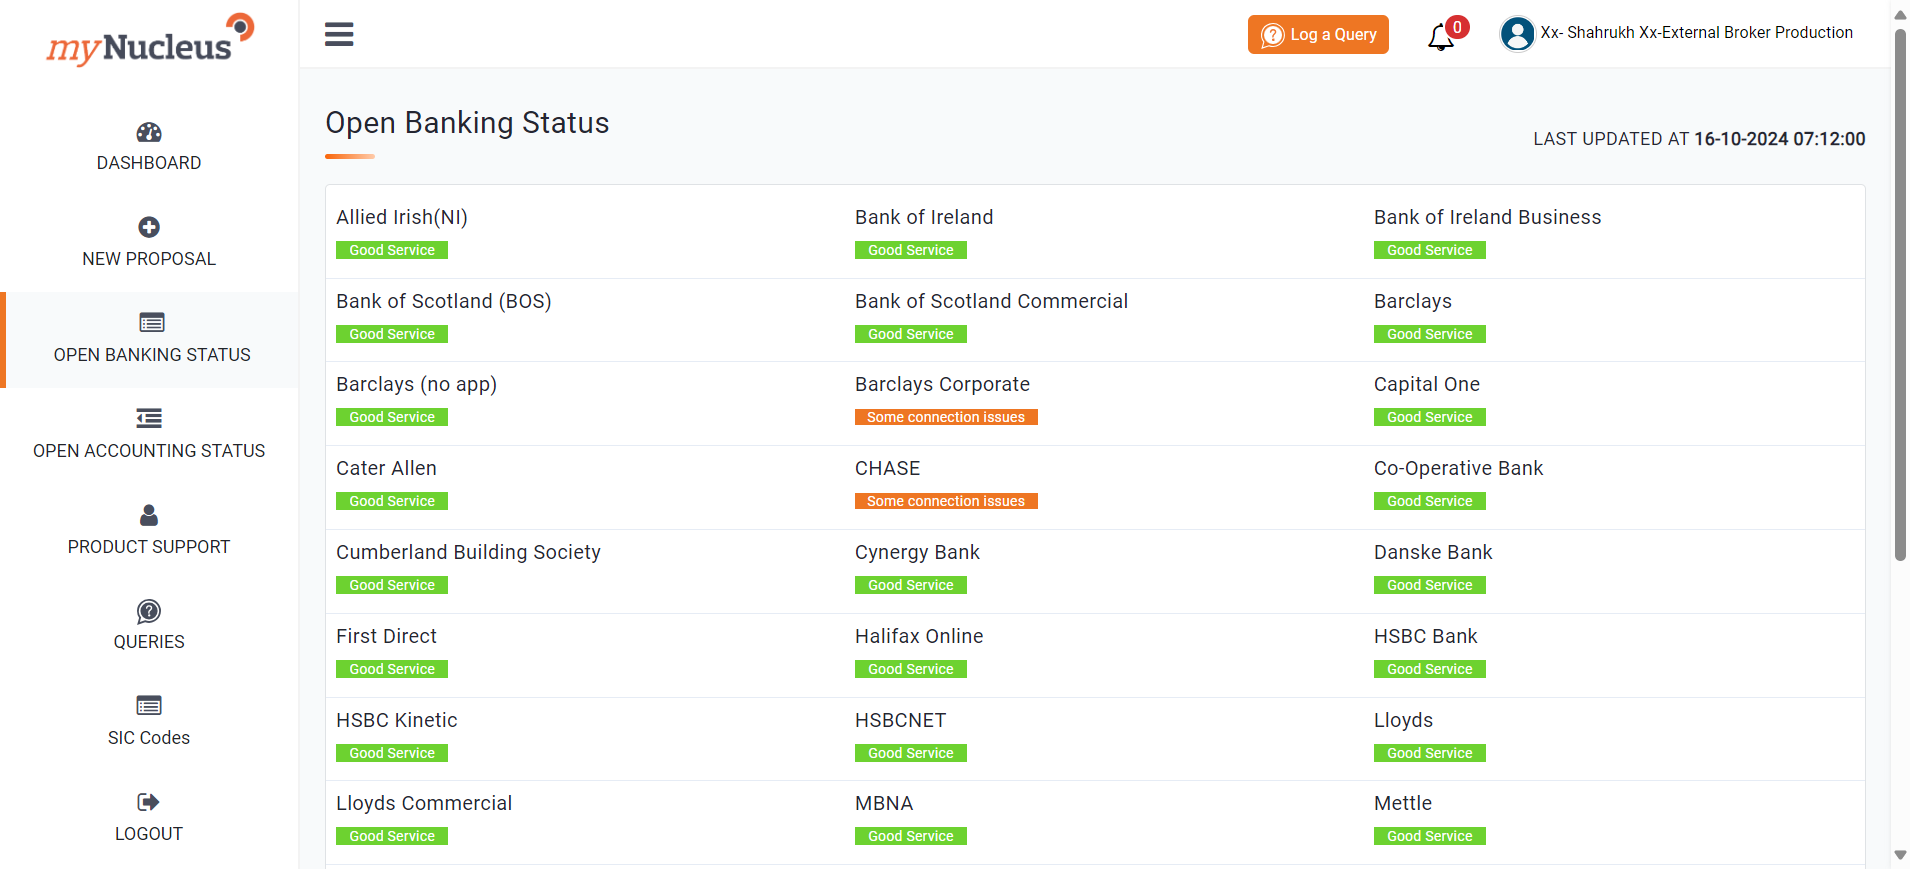 myNucleus
Log a Query
0
Xx- Shahrukh Xx-External Broker Production
DASHBOARD
NEW PROPOSAL
OPEN BANKING STATUS
OPEN ACCOUNTING STATUS
PRODUCT SUPPORT
QUERIES
SIC Codes
LOGOUT
Open Banking Status
LAST UPDATED AT 16-10-2024 07:12:00
Allied Irish(NI)
Good Service
Bank of Ireland
Good Service
Bank of Ireland Business
Good Service
Bank of Scotland (BOS)
Good Service
Bank of Scotland Commercial
Good Service
Barclays
Good Service
Barclays (no app)
Good Service
Barclays Corporate
Some connection issues
Capital One
Good Service
Cater Allen
Good Service
CHASE
Some connection issues
Co-Operative Bank
Good Service
Cumberland Building Society
Good Service
Cynergy Bank
Good Service
Danske Bank
Good Service
First Direct
Good Service
Halifax Online
Good Service
HSBC Bank
Good Service
HSBC Kinetic
Good Service
HSBCNET
Good Service
Lloyds
Good Service
Lloyds Commercial
Good Service
MBNA
Good Service
Mettle
Good Service